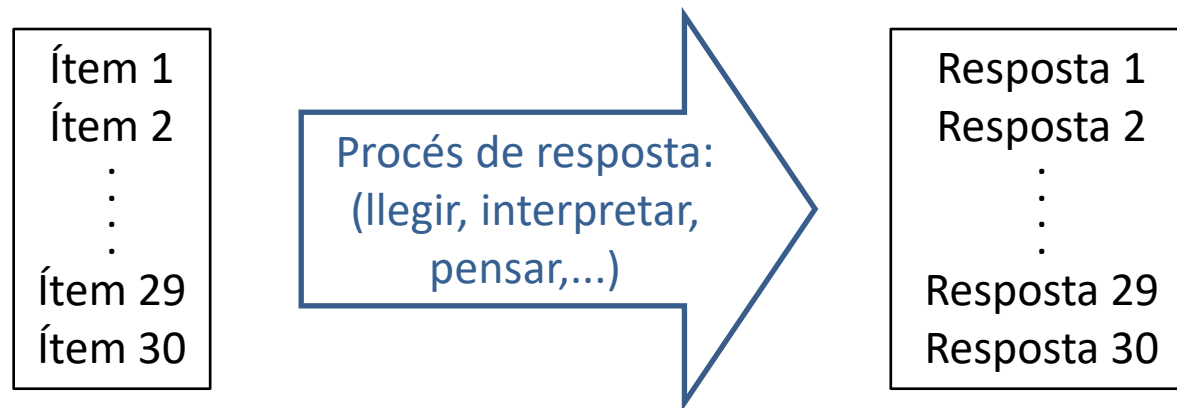 Ítem 1
Ítem 2
.
.
.
.
Ítem 29
Ítem 30
Procés de resposta:
(llegir, interpretar,
pensar,...)
Resposta 1
Resposta 2
.
.
.
.
Resposta 29
Resposta 30